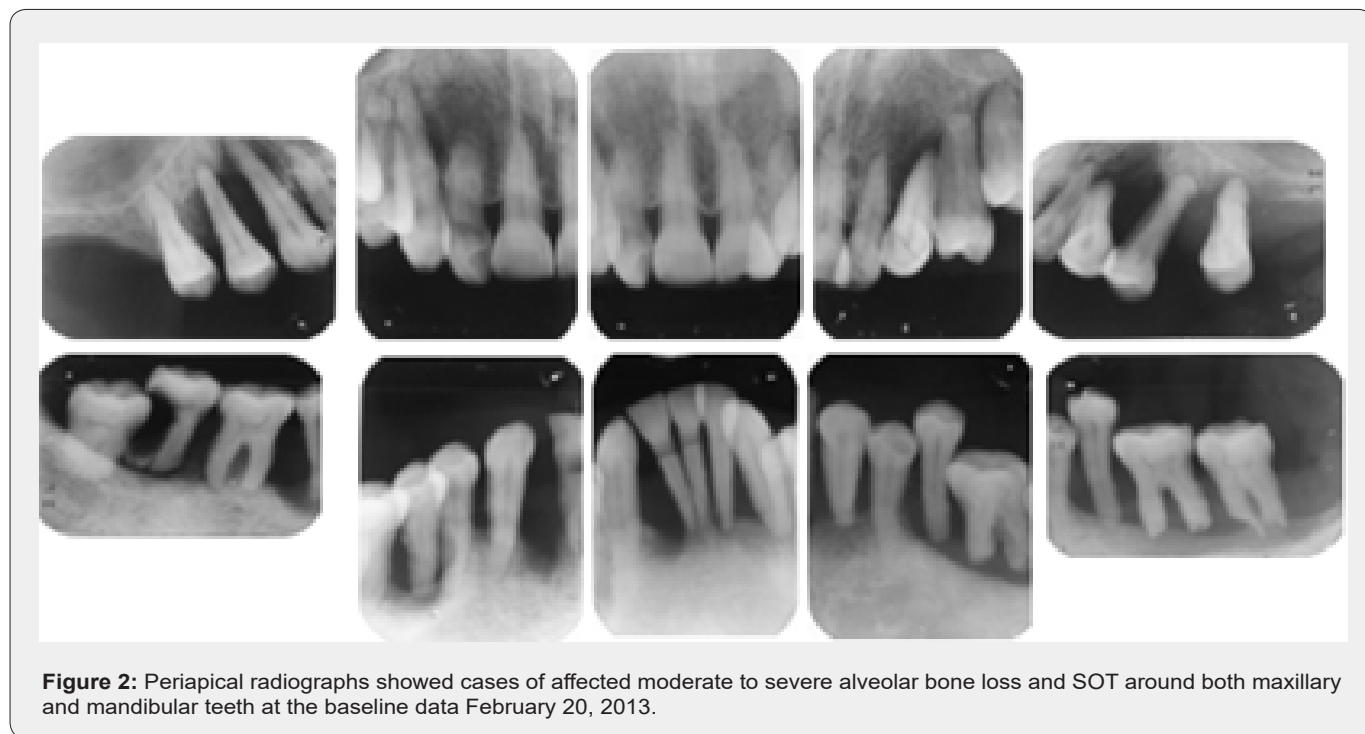 Figure 2: Periapical radiographs showed cases of affected moderate to severe alveolar bone loss and SOT around both maxillary
and mandibular teeth at the baseline data February 20, 2013.